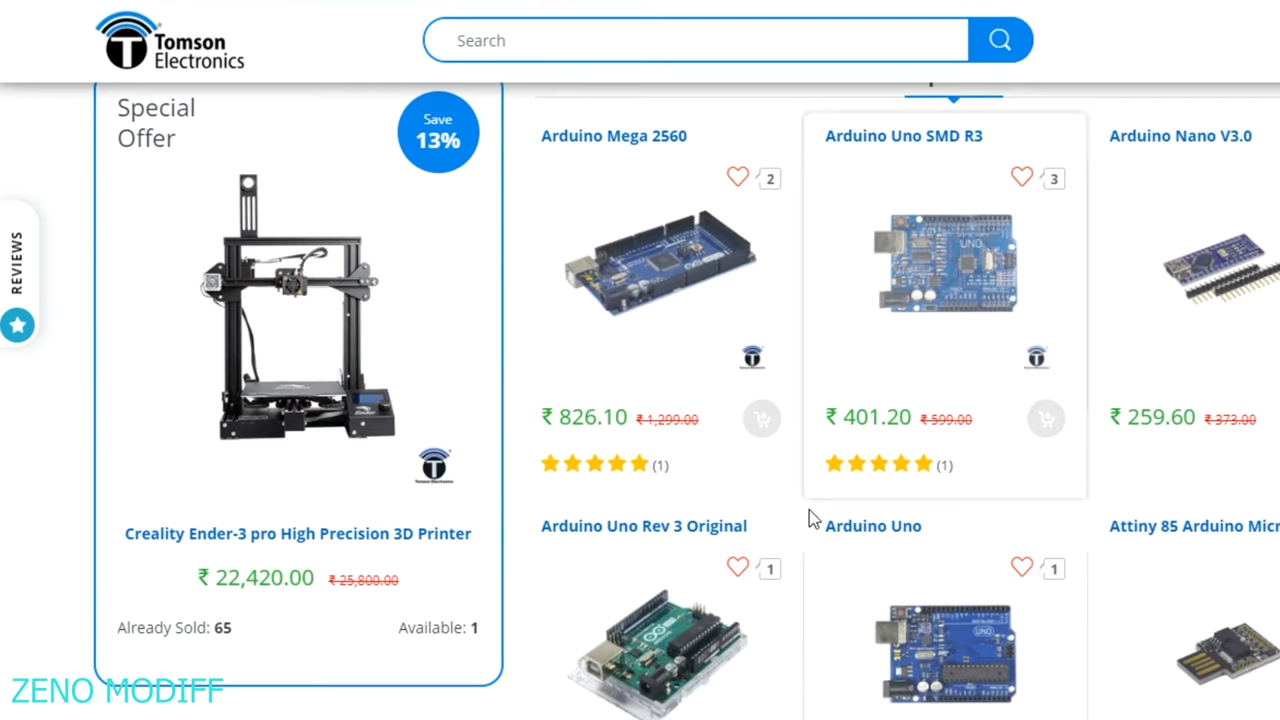 Tomson
Electronics
Search
Special
Offer
Save
13%
REVIEWS
Creality Ender-3 pro High Precision 3D Printer
₹ 22,420.00 ₹ 25,800.00
Already Sold: 65
Available: 1
Arduino Mega 2560
2
₹ 826.10 ₹ 1,299.00
(1)
Arduino Uno SMD R3
3
UNO
₹ 401.20 ₹ 599.00
(1)
Arduino Nano V3.0
₹ 259.60 ₹ 373.00
Arduino Uno Rev 3 Original
1
Arduino Uno
1
UNO
Attiny 85 Arduino Micr
ZENO MODIFF